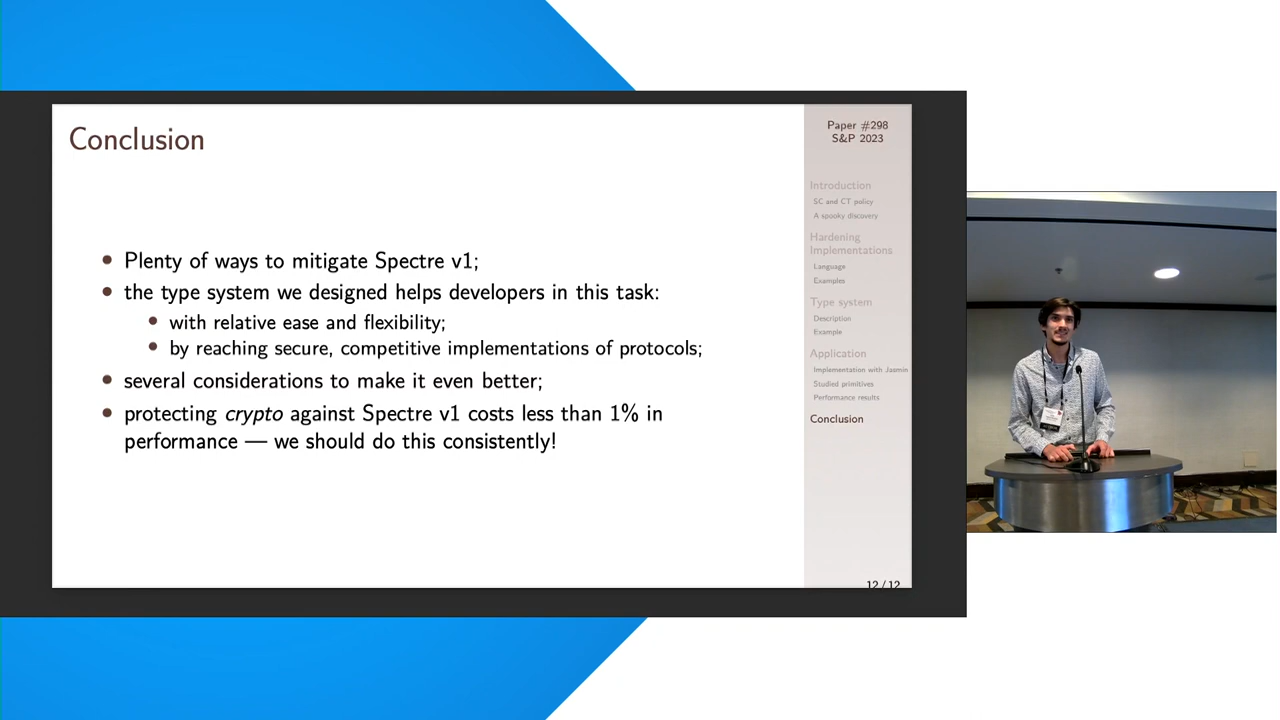 Conclusion
Plenty of ways to mitigate Spectre v1;
the type system we designed helps developers in this task:
with relative ease and flexibility;
by reaching secure, competitive implementations of protocols;
several considerations to make it even better;
protecting crypto against Spectre v1 costs less than 1% in
performance — we should do this consistently!
Paper #298
S&P 2023
Introduction
SC and CT policy
A spooky discovery
Hardening
Implementations
Language
Examples
Type system
Description
Example
Application
Implementation with Jasmin
Studied primitives
Performance results
Conclusion
12 / 12